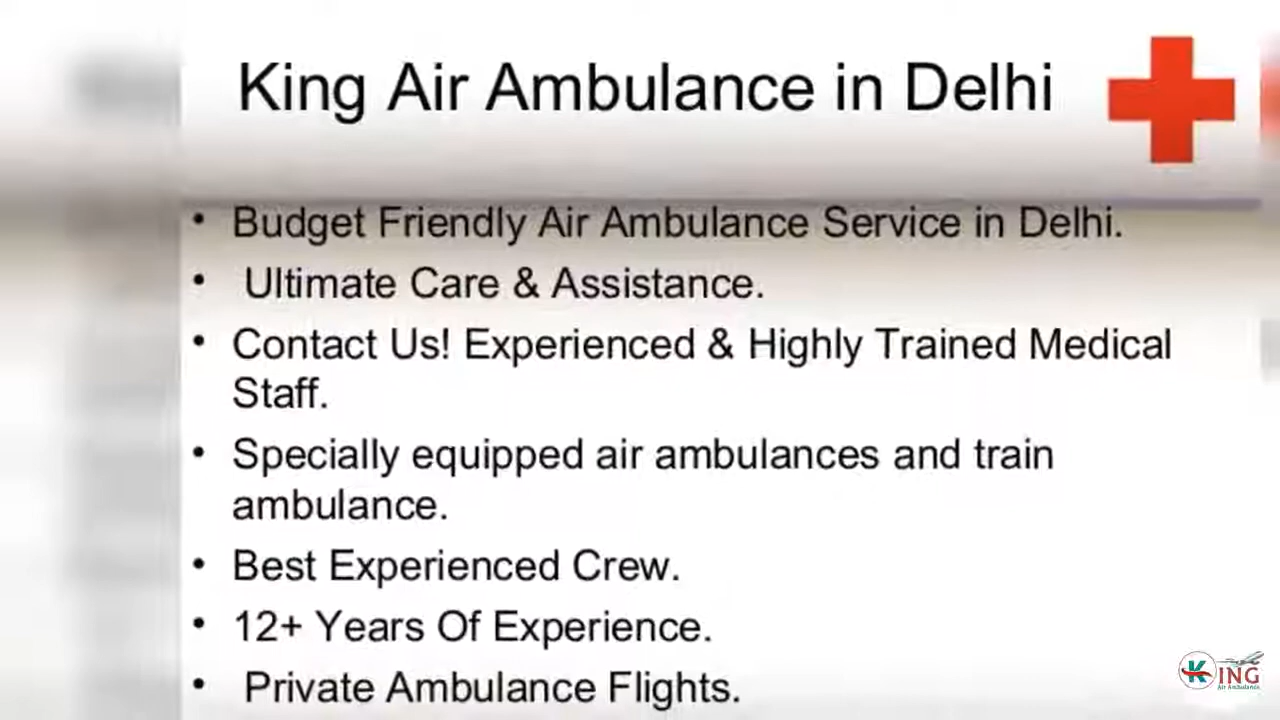 King Air Ambulance in Delhi
• Budget Friendly Air Ambulance Service in Delhi.
• Ultimate Care & Assistance.
• Contact Us! Experienced & Highly Trained Medical
Staff.
• Specially equipped air ambulances and train
ambulance.
• Best Experienced Crew.
• 12+ Years Of Experience.
• Private Ambulance Flights.
KING
Air Ambulance